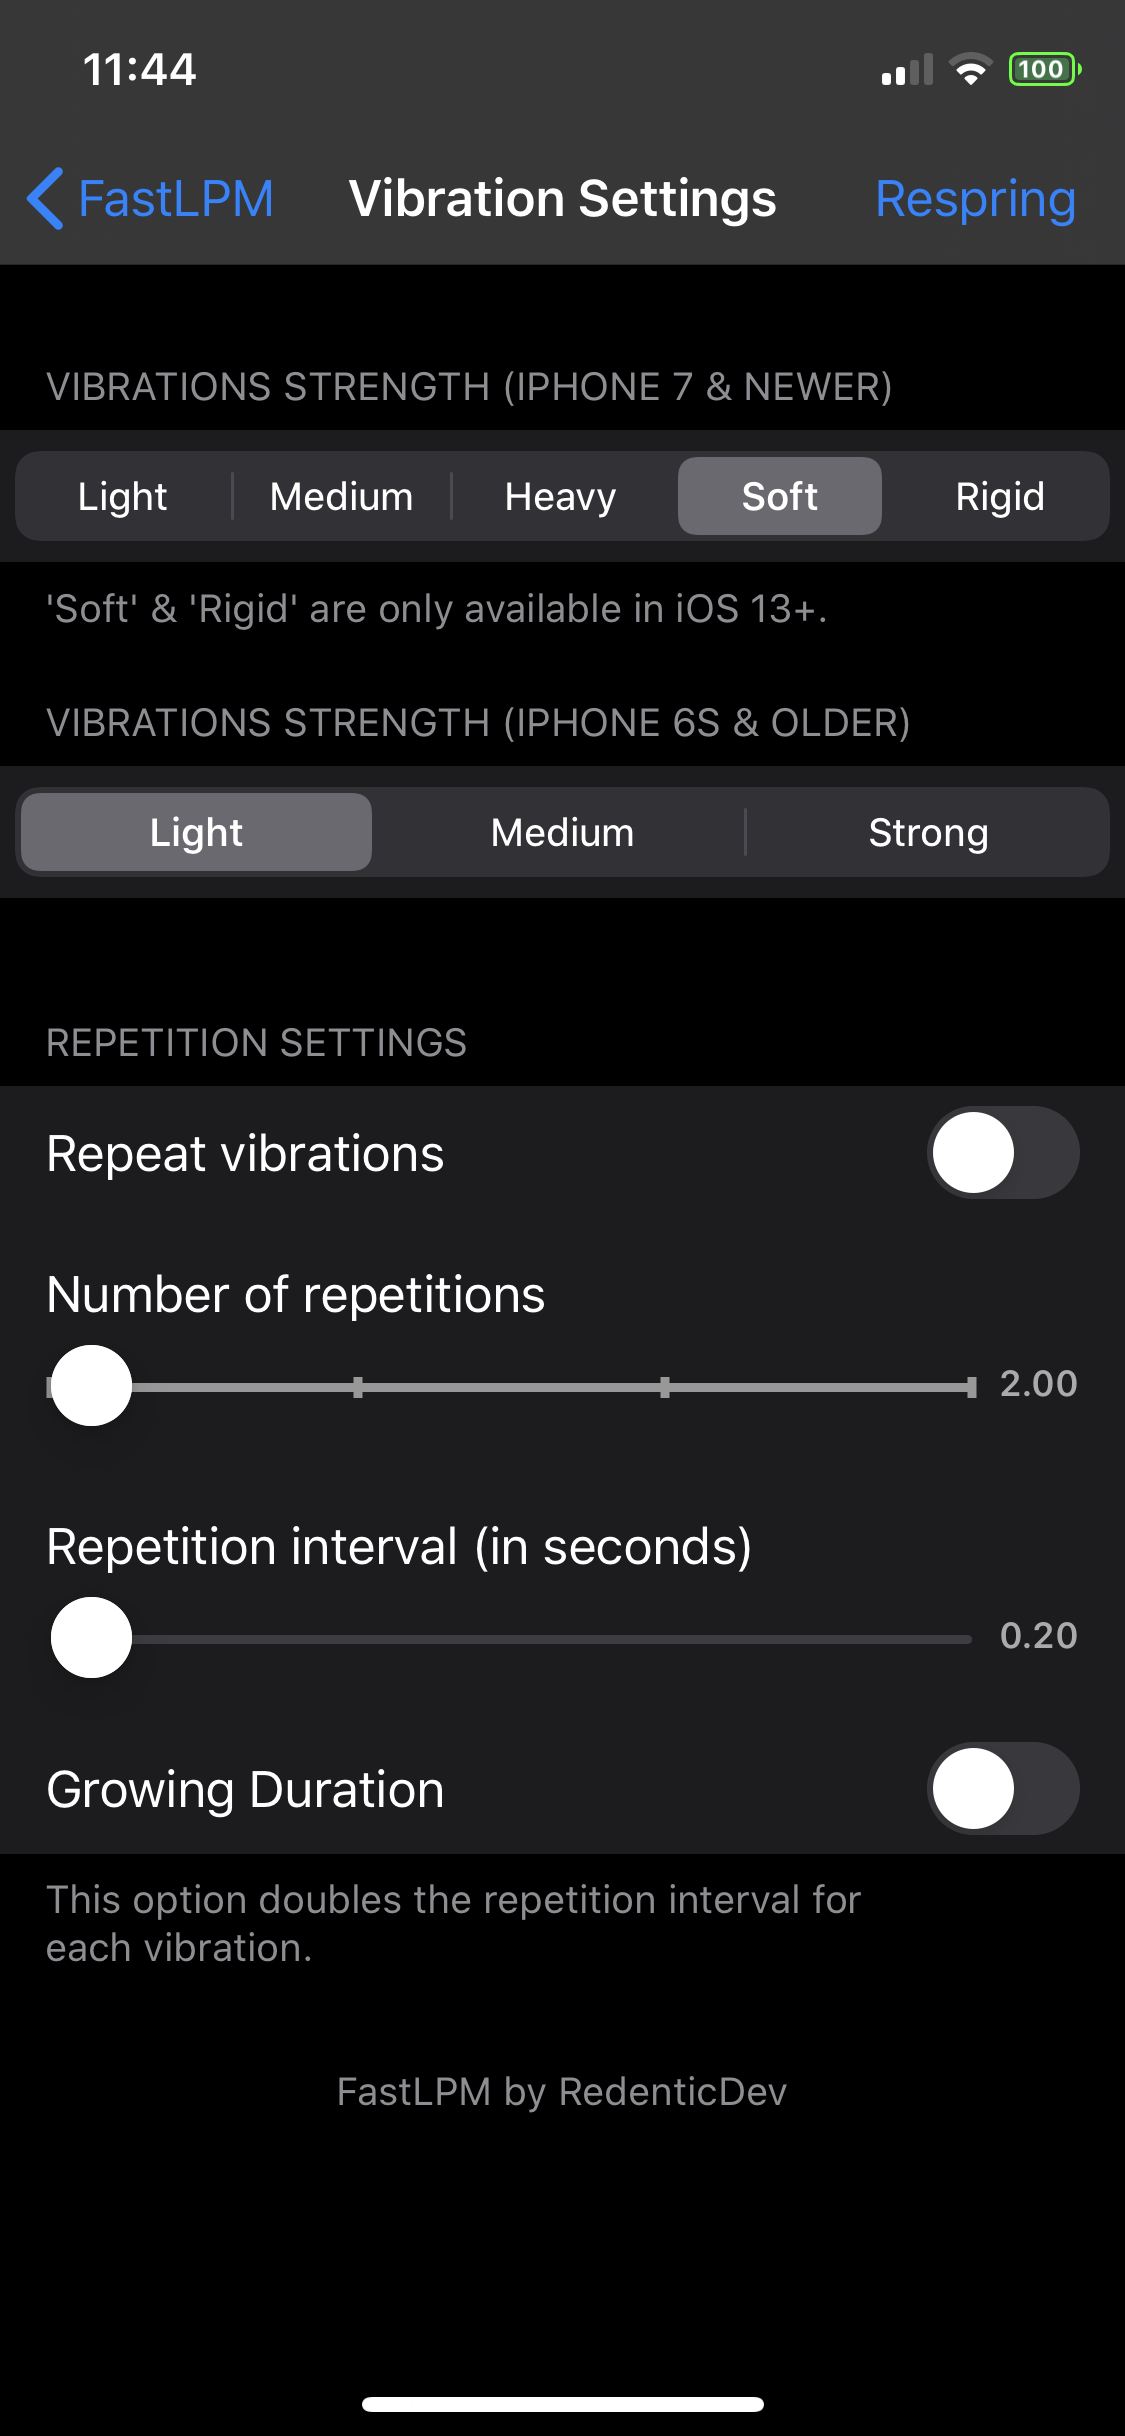 11:44
100
FastLPM Vibration Settings Respring
VIBRATIONS STRENGTH (IPHONE 7 & NEWER)
Light Medium Heavy Soft Rigid
'Soft' & 'Rigid' are only available in iOS 13+.
VIBRATIONS STRENGTH (IPHONE 6S & OLDER)
Light Medium Strong
REPETITION SETTINGS
Repeat vibrations
Number of repetitions
2.00
Repetition interval (in seconds)
0.20
Growing Duration
This option doubles the repetition interval for
each vibration.
FastLPM by RedenticDev